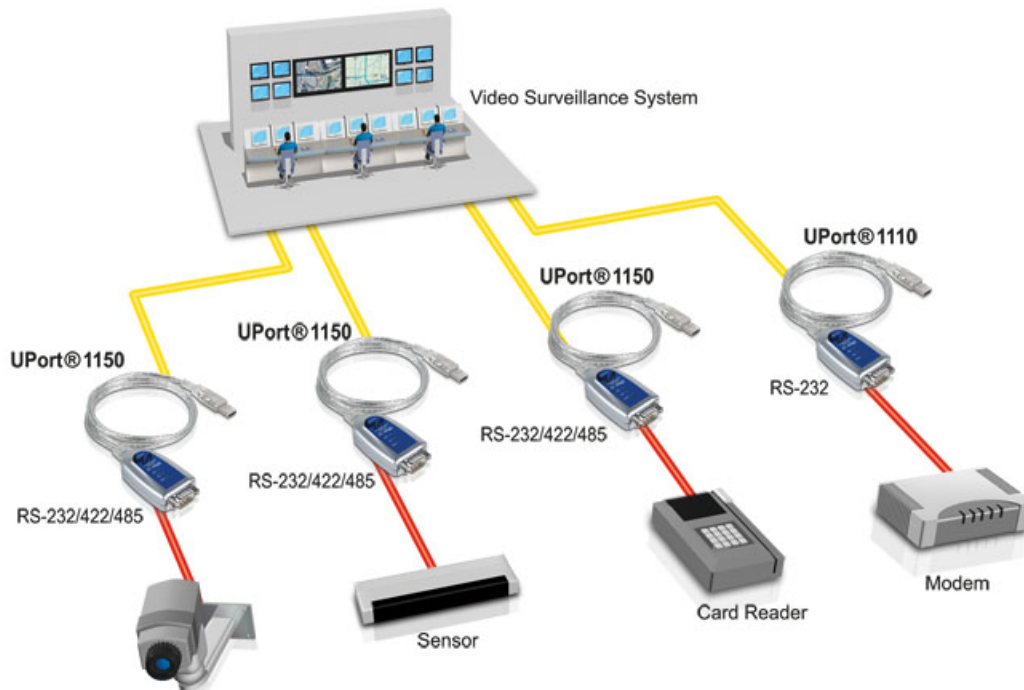 Video Surveillance System
UPort®1110
UPort®1150
UPort®1150
UPort®1150
RS-232
RS-232/422/485
RS-232/422/485
RS-232/422/485
Modem
Card Reader
Sensor